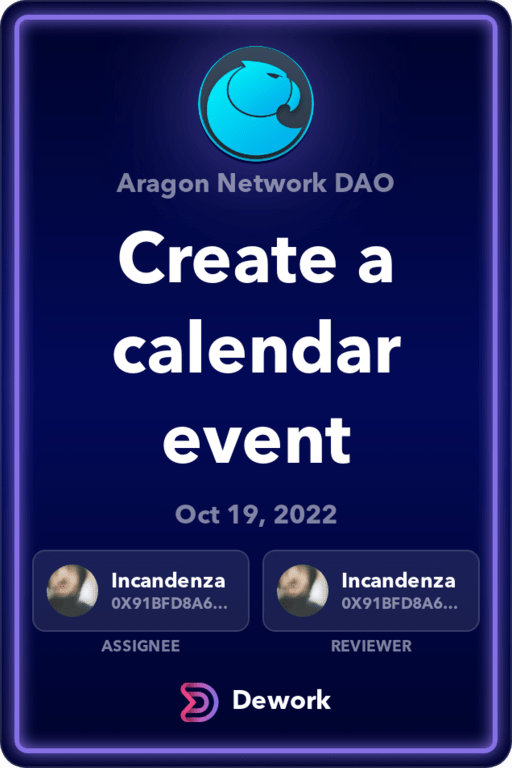 Aragon Network DAO
Create a
calendar
event
Oct 19, 2022
Incandenza
0X91BFD8A6...
ASSIGNEE
Incandenza
0X91BFD8A6...
REVIEWER
Dework